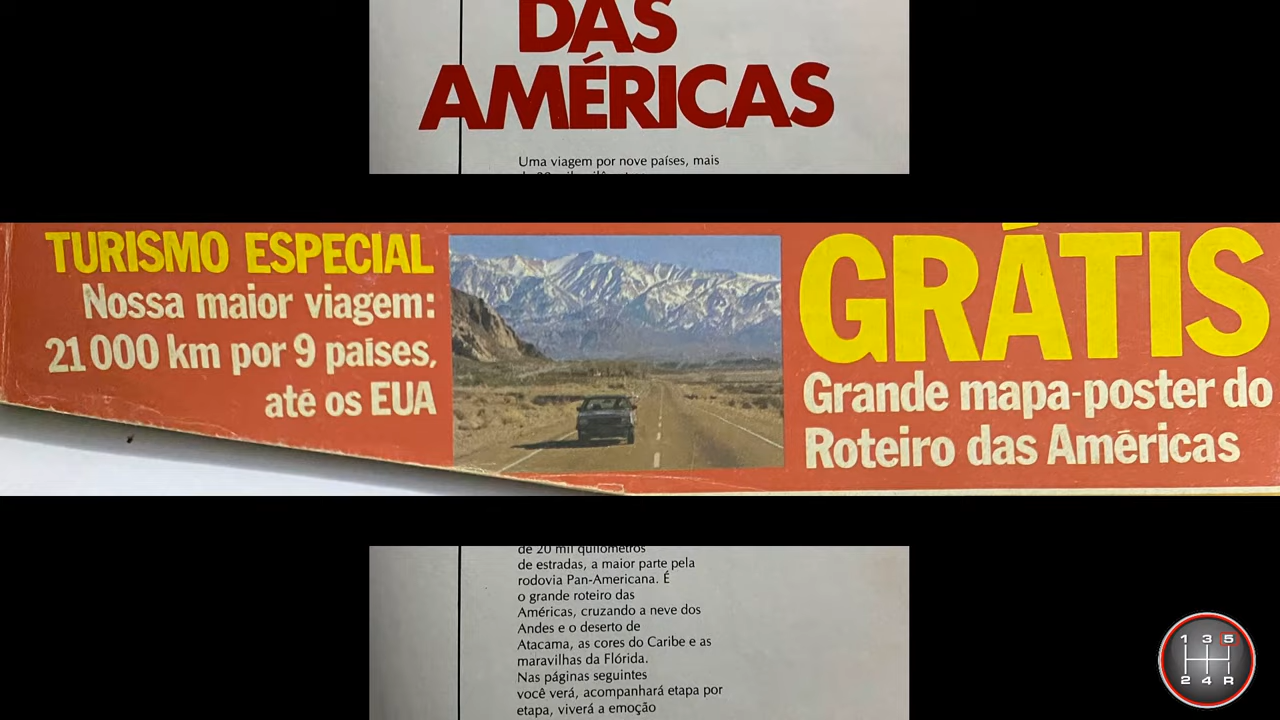 DAS
AMÉRICAS
Uma viagem por nove países, mais
TURISMO ESPECIAL
Nossa maior viagem:
21000 km por 9 países,
até os EUA
GRÁTIS
Grande mapa-poster do
Roteiro das Américas
de 20 mil quilômetros
de estradas, a maior parte pela
rodovia Pan-Americana. É
o grande roteiro das
Américas, cruzando a neve dos
Andes e o deserto de
Atacama, as cores do Caribe e as
maravilhas da Flórida.
Nas páginas seguintes
você verá, acompanhará etapa por
etapa, viverá a emoção
1 3 5
2 4 R